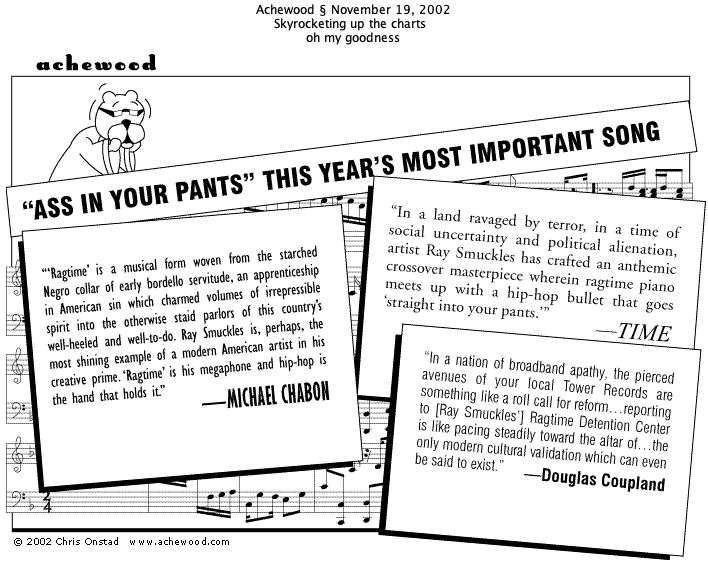 Achewood § November 19, 2002
Skyrocketing up the charts
oh my goodness
achewood
“ASS IN YOUR PANTS” THIS YEAR’S MOST IMPORTANT SONG
“‘Ragtime’ is a musical form woven from the starched
Negro collar of early bordello servitude, an apprenticeship
in American sin which charmed volumes of irrepressible
spirit into the otherwise staid parlors of this country’s
well-heeled and well-to-do. Ray Smuckles is, perhaps, the
most shining example of a modern American artist in his
creative prime. ‘Ragtime’ is his megaphone and hip-hop is
the hand that holds it.”
—MICHAEL CHABON
“In a land ravaged by terror, in a time of
social uncertainty and political alienation,
artist Ray Smuckles has crafted an anthemic
crossover masterpiece wherein ragtime piano
meets up with a hip-hop bullet that goes
‘straight into your pants.’”
—TIME
“In a nation of broadband apathy, the pierced
avenues of your local Tower Records are
something like a roll call for reform...reporting
to [Ray Smuckles’] Ragtime Detention Center
is like pacing steadily toward the altar of...the
only modern cultural validation which can even
be said to exist.”
—Douglas Coupland
2
4
© 2002 Chris Onstad www.achewood.com